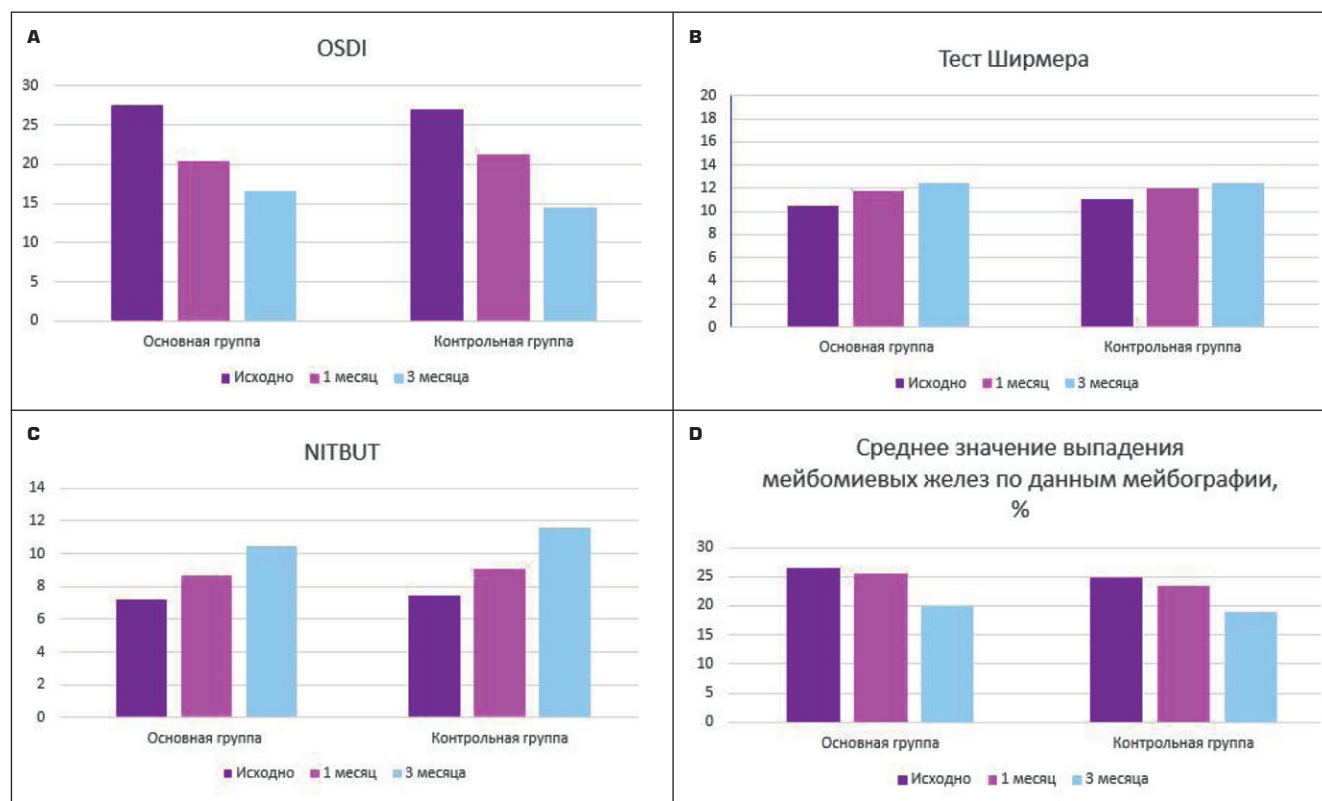 A
OSDI
30
25
20
15
10
5
0
Основная группа
Контрольная группа
Исходно 1 месяц 3 месяца
B
Тест Ширмера
20
18
16
14
12
10
8
6
4
2
0
Основная группа
Контрольная группа
Исходно 1 месяц 3 месяца
C
NITBUT
14
12
10
8
6
4
2
0
Основная группа
Контрольная группа
Исходно 1 месяц 3 месяца
D
Среднее значение выпадения
мейбомиевых желез по данным мейбографии,
%
30
25
20
15
10
5
0
Основная группа
Контрольная группа
Исходно 1 месяц 3 месяца